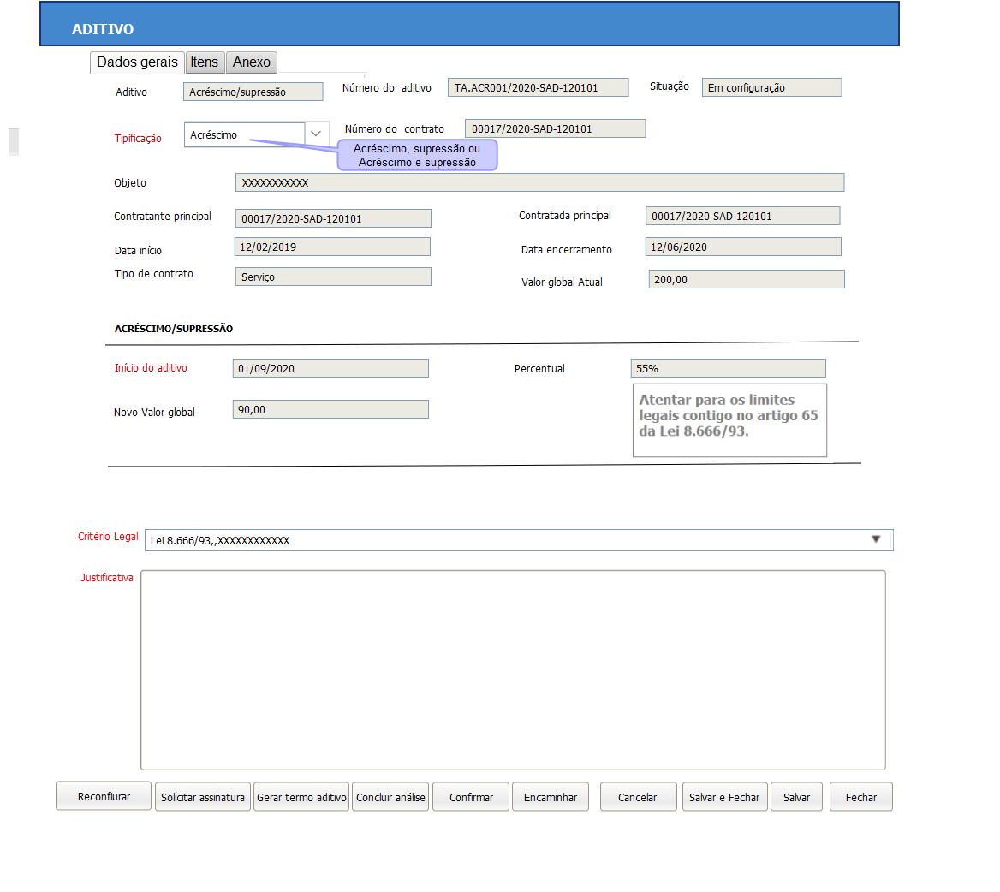 ADITIVO
Dados gerais Itens Anexo
Aditivo Acréscimo/supressão Número do aditivo TA.ACR001/2020-SAD-120101 Situação Em configuração
Tipificação Acréscimo Número do contrato 00017/2020-SAD-120101
Acréscimo, supressão ou
Acréscimo e supressão
Objeto XXXXXXXXXXX
Contratante principal 00017/2020-SAD-120101 Contratada principal 00017/2020-SAD-120101
Data início 12/02/2019 Data encerramento 12/06/2020
Tipo de contrato Serviço Valor global Atual 200,00
ACRÉSCIMO/SUPRESSÃO
Início do aditivo 01/09/2020 Percentual 55%
Novo Valor global 90,00
Atentar para os limites
legais contigo no artigo 65
da Lei 8.666/93.
Critério Legal Lei 8.666/93,,XXXXXXXXXXXX
Justificativa
Reconfiurar Solicitar assinatura Gerar termo aditivo Concluir análise Confirmar Encaminhar Cancelar Salvar e Fechar Salvar Fechar